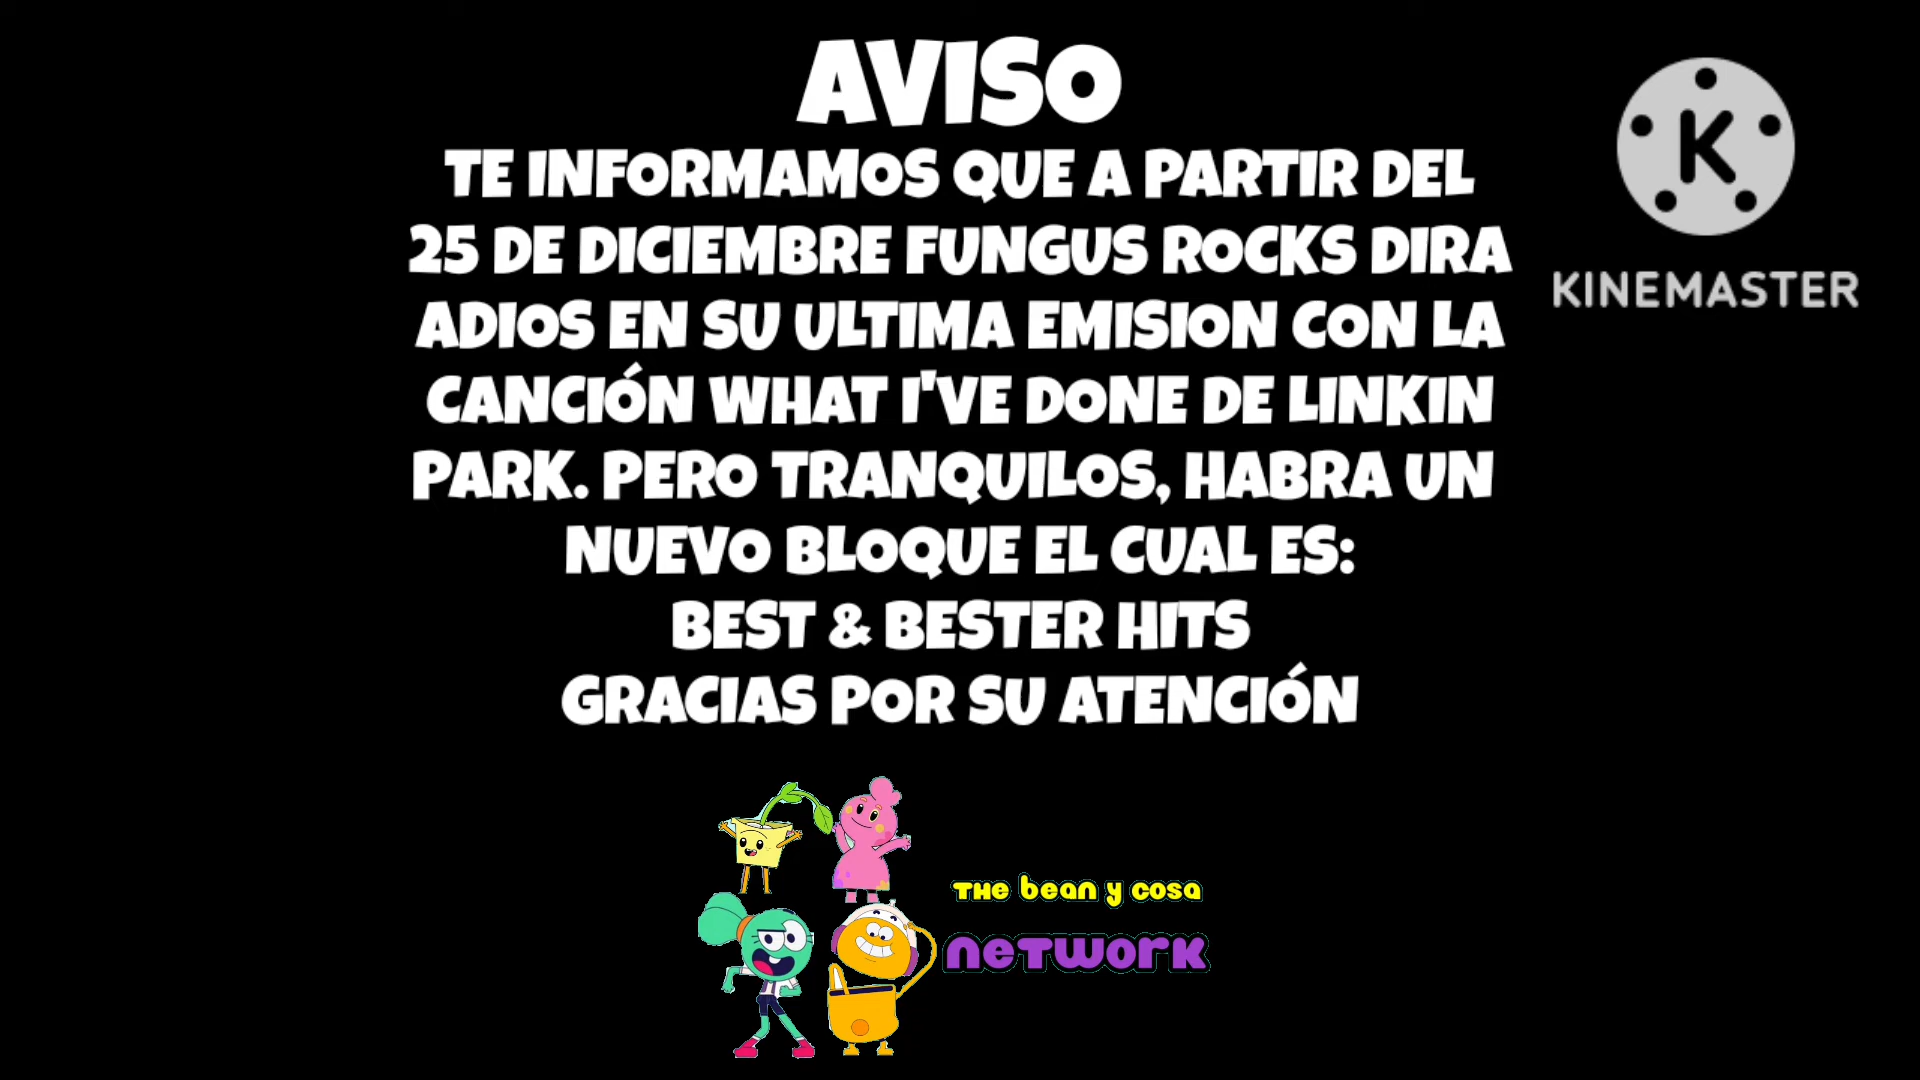 AVISO
TE INFORMAMOS QUE A PARTIR DEL
25 DE DICIEMBRE FUNGUS ROCKS DIRA
ADIOS EN SU ULTIMA EMISION CON LA
CANCIÓN WHAT I'VE DONE DE LINKIN
PARK. PERO TRANQUILOS, HABRA UN
NUEVO BLOQUE EL CUAL ES:
BEST & BESTER HITS
GRACIAS POR SU ATENCIÓN
K
KINEMASTER
THE bean y cosa
NETWORK